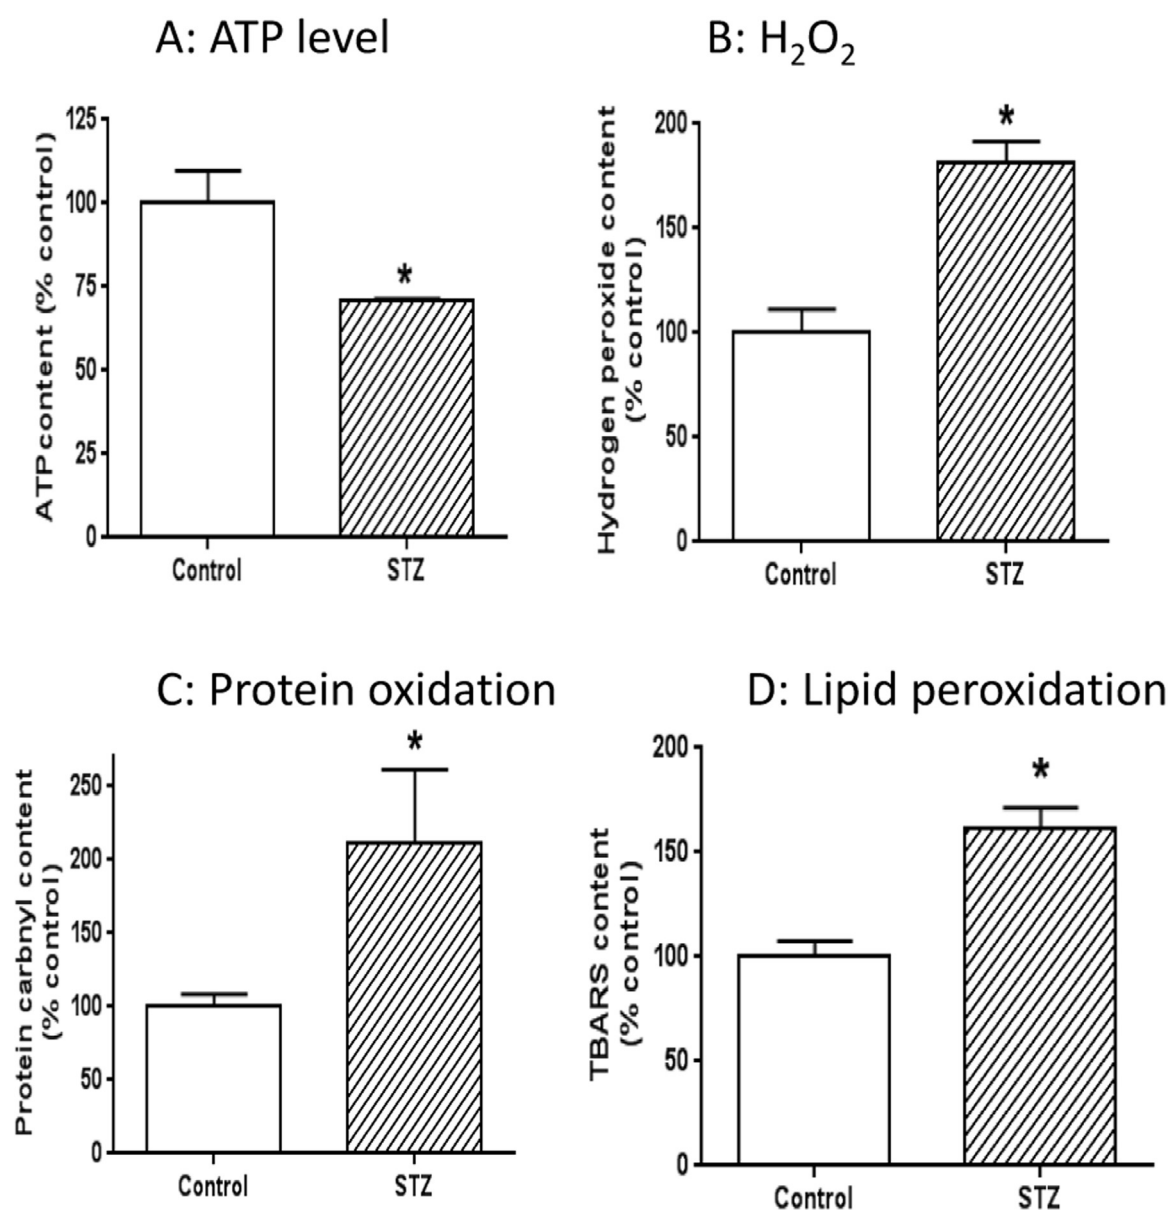 A: ATP level
ATP content (% control)
125
100
75
50
25
0
*
Control
STZ
B: H₂O₂
Hydrogen peroxide content
(% control)
200
150
100
50
0
*
Control
STZ
C: Protein oxidation
Protein carbnyl content
(% control)
250
200
150
100
50
0
*
Control
STZ
D: Lipid peroxidation
TBARS content
(% control)
200
150
100
50
0
*
Control
STZ